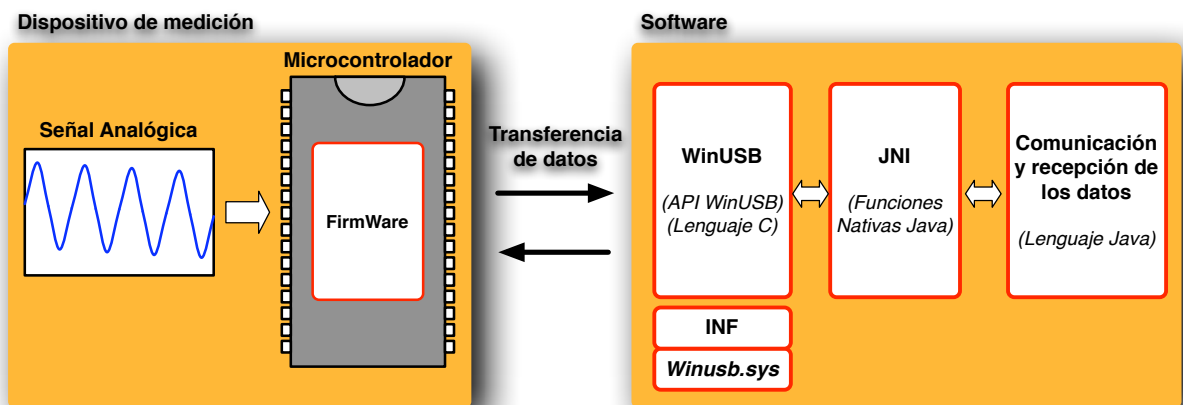 Dispositivo de medición
Microcontrolador
Señal Analógica
FirmWare
Transferencia
de datos
Software
WinUSB
(API WinUSB)
(Lenguaje C)
INF
Winusb.sys
JNI
(Funciones
Nativas Java)
Comunicación
y recepción de
los datos
(Lenguaje Java)